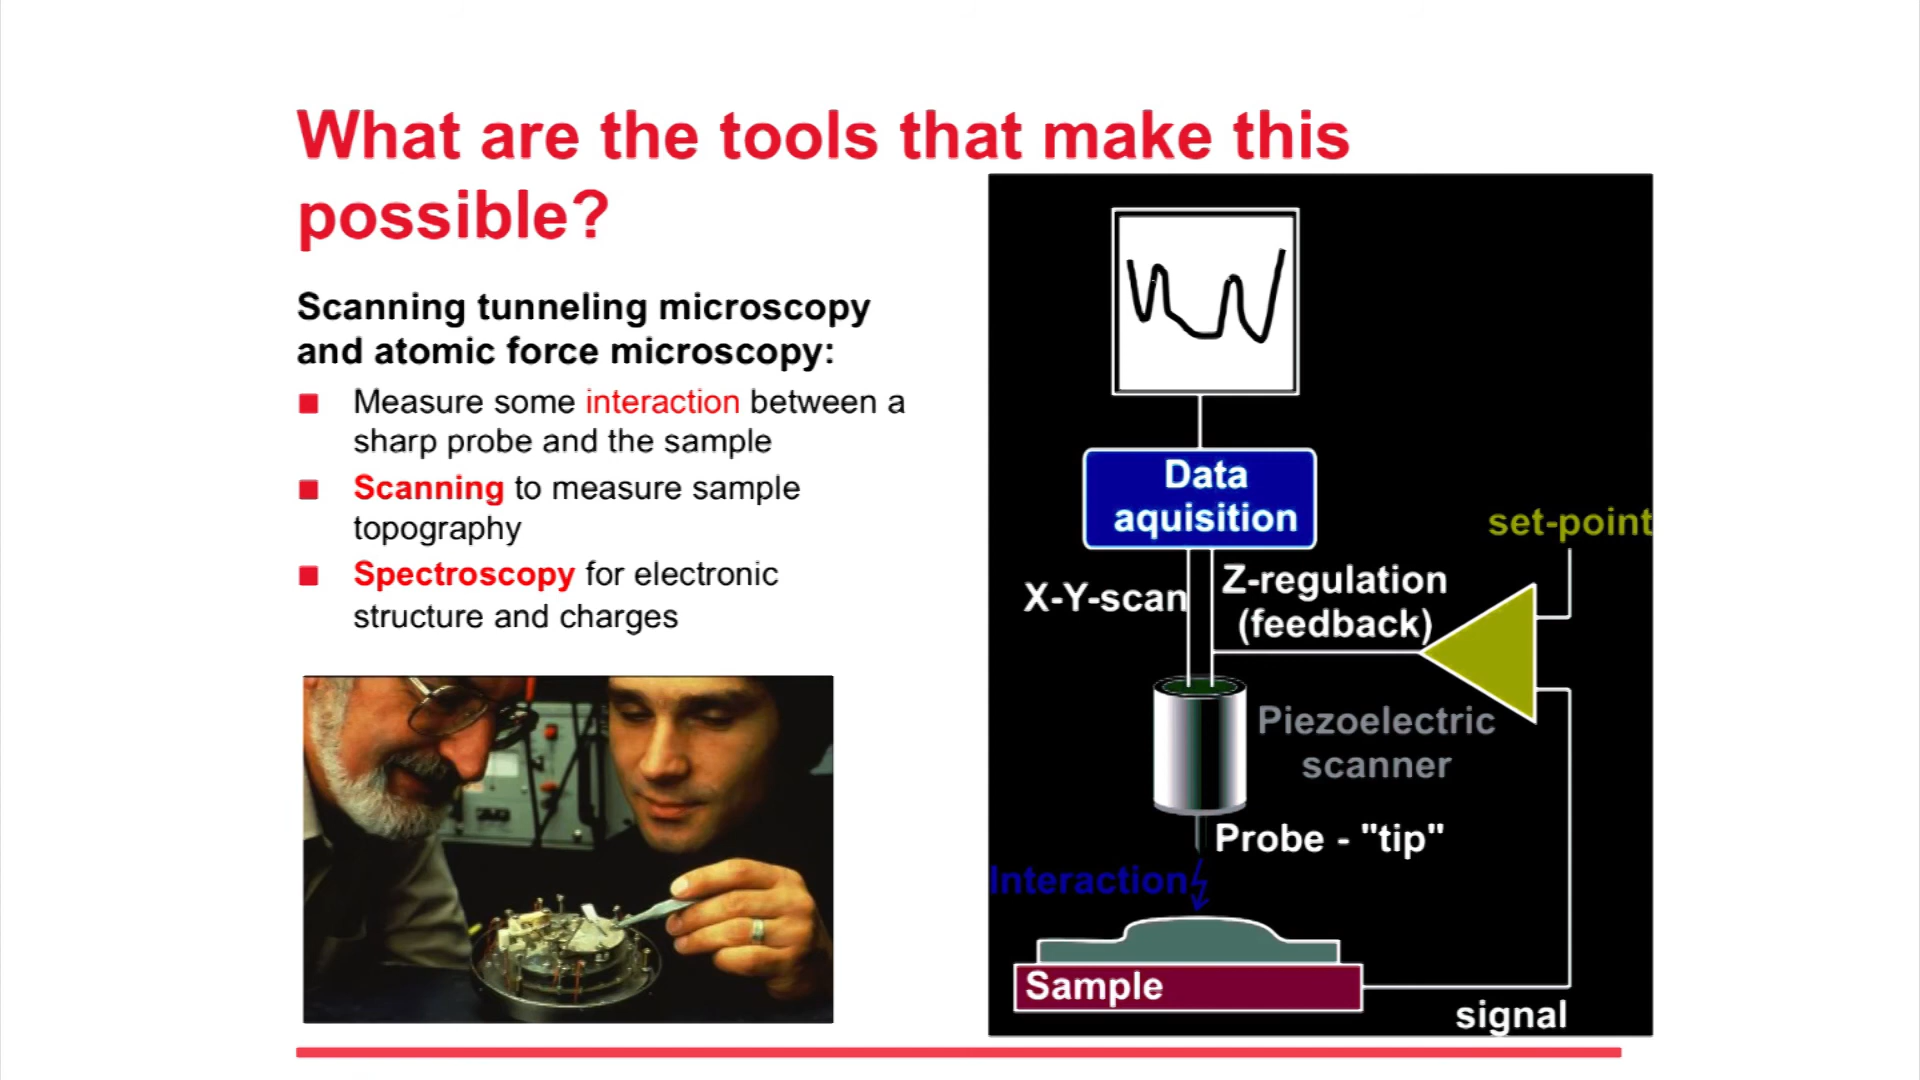 What are the tools that make this
possible?
Scanning tunneling microscopy
and atomic force microscopy:
Measure some interaction between a
sharp probe and the sample
Scanning to measure sample
topography
Spectroscopy for electronic
structure and charges
Data
aquisition
set-point
X-Y-scan
Z-regulation
(feedback)
Piezoelectric
scanner
Probe - "tip"
Interaction
Sample
signal